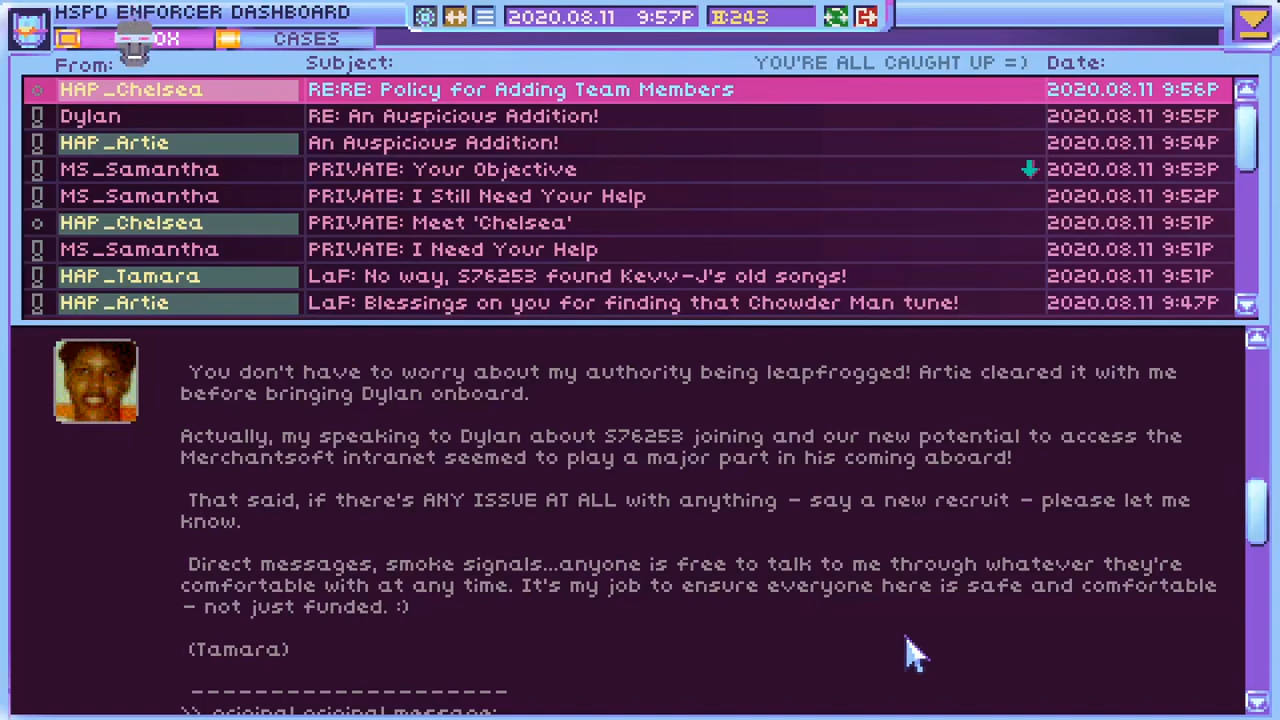 HSPD ENFORCER DASHBOARD
2020.08.11 9:57P
243
OX
CASES
From:
Subject:
YOU'RE ALL CAUGHT UP =)
Date:
HAP_Chelsea RE:RE: Policy for Adding Team Members 2020.08.11 9:56P
Dylan RE: An Auspicious Addition! 2020.08.11 9:55P
HAP_Artie An Auspicious Addition! 2020.08.11 9:54P
MS_Samantha PRIVATE: Your Objective 2020.08.11 9:53P
MS_Samantha PRIVATE: I Still Need Your Help 2020.08.11 9:52P
HAP_Chelsea PRIVATE: Meet 'Chelsea' 2020.08.11 9:51P
MS_Samantha PRIVATE: I Need Your Help 2020.08.11 9:51P
HAP_Tamara LaF: No way, S76253 found Kevv-J's old songs! 2020.08.11 9:51P
HAP_Artie LaF: Blessings on you for finding that Chowder Man tune! 2020.08.11 9:47P
You don't have to worry about my authority being leapfrogged! Artie cleared it with me
before bringing Dylan onboard.
Actually, my speaking to Dylan about S76253 joining and our new potential to access the
Merchantsoft intranet seemed to play a major part in his coming aboard!
That said, if there's ANY ISSUE AT ALL with anything - say a new recruit - please let me
know.
Direct messages, smoke signals...anyone is free to talk to me through whatever they're
comfortable with at any time. It's my job to ensure everyone here is safe and comfortable
- not just funded. :)
(Tamara)
--------------------
\\ original original message: